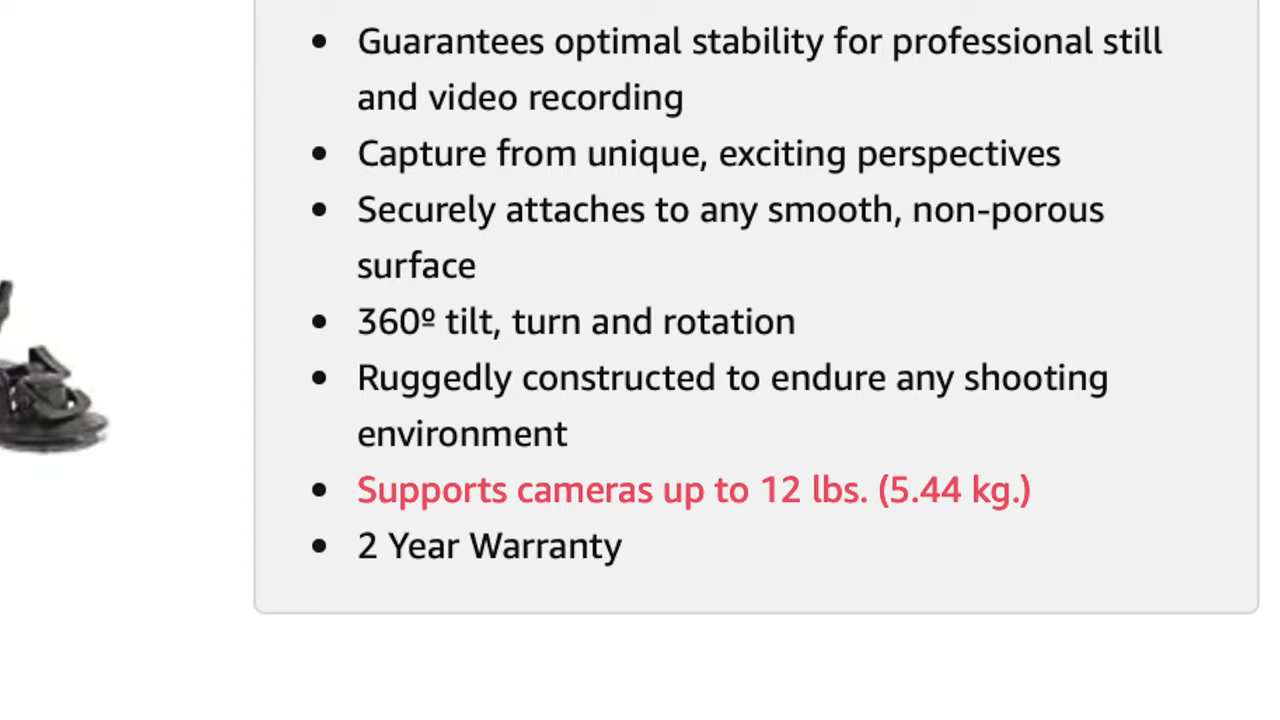 • Guarantees optimal stability for professional still
and video recording
• Capture from unique, exciting perspectives
• Securely attaches to any smooth, non-porous
surface
• 360º tilt, turn and rotation
• Ruggedly constructed to endure any shooting
environment
• Supports cameras up to 12 lbs. (5.44 kg.)
• 2 Year Warranty